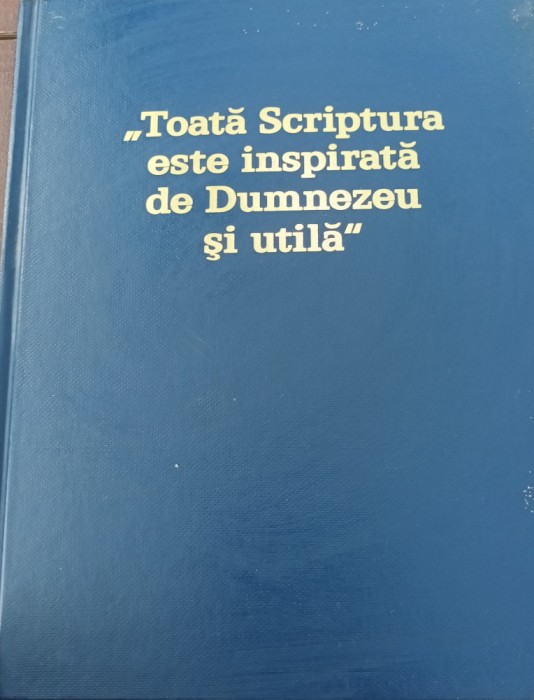 „Toată Scriptura
este inspirată
de Dumnezeu
şi utilă“